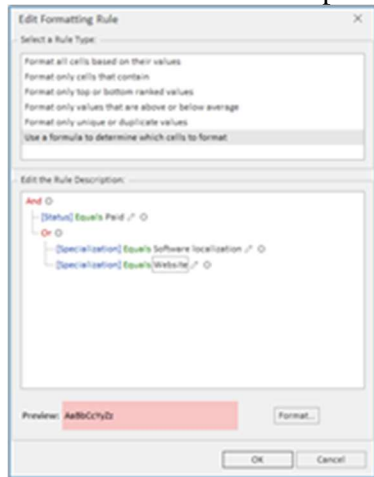 Edit Formatting Rule
Select a Rule Type:
Format all cells based on their values
Format only cells that contain
Format only top or bottom ranked values
Format only values that are above or below average
Format only unique or duplicate values
Use a formula to determine which cells to format
Edit the Rule Description:
And
[Status] Equals Paid
Or
[Specialization] Equals Software localization
[Specialization] Equals Website
Preview: AaBbCcYyZz
Format...
OK Cancel